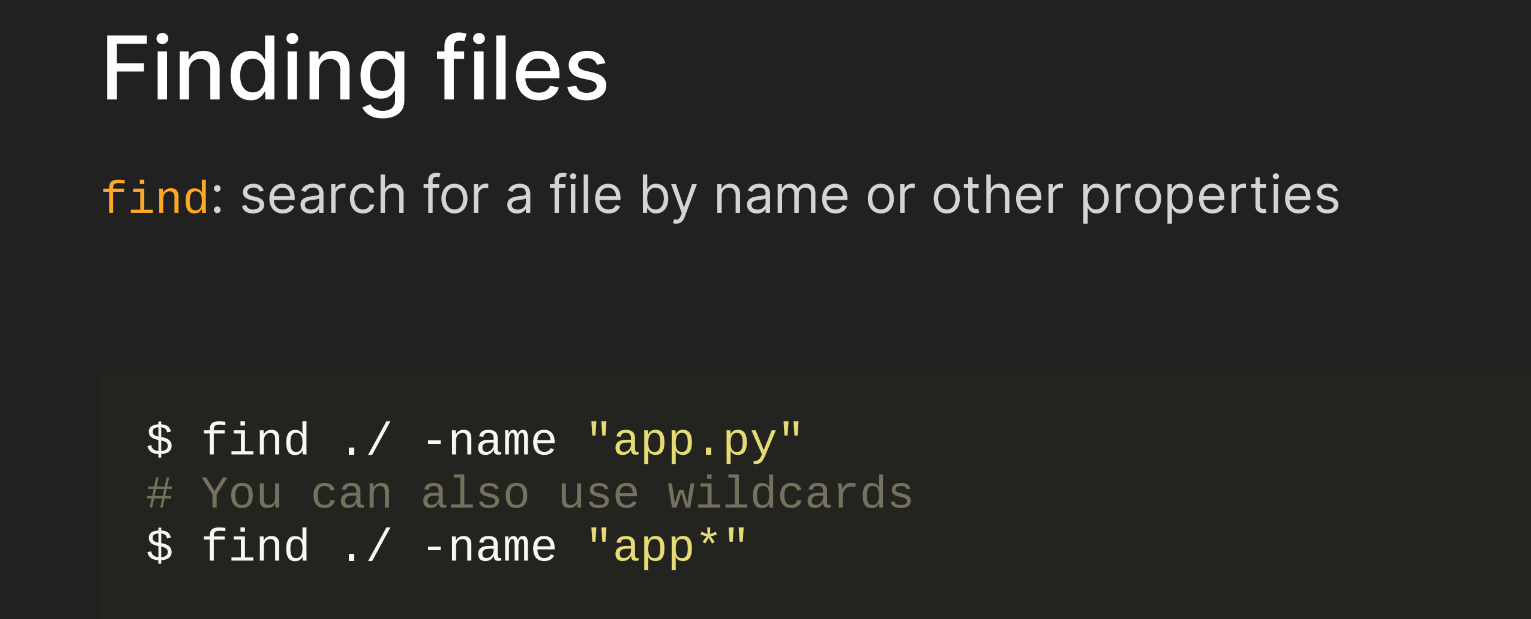 Finding files
find: search for a file by name or other properties
$ find ./ -name "app.py"
# You can also use wildcards
$ find ./ -name "app*"